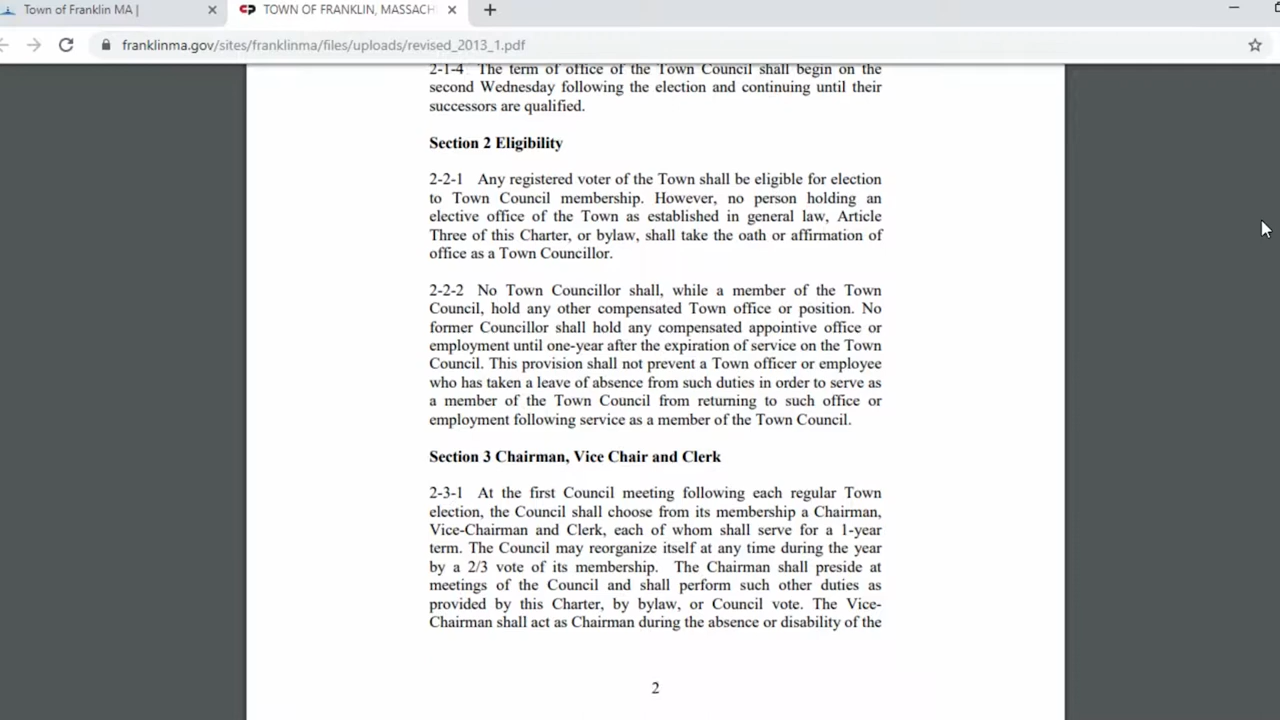 Town of Franklin MA |
TOWN OF FRANKLIN, MASSACH
franklinma.gov/sites/franklinma/files/uploads/revised_2013_1.pdf
2-1-4 The term of office of the Town Council shall begin on the
second Wednesday following the election and continuing until their
successors are qualified.
Section 2 Eligibility
2-2-1 Any registered voter of the Town shall be eligible for election
to Town Council membership. However, no person holding an
elective office of the Town as established in general law, Article
Three of this Charter, or bylaw, shall take the oath or affirmation of
office as a Town Councillor.
2-2-2 No Town Councillor shall, while a member of the Town
Council, hold any other compensated Town office or position. No
former Councillor shall hold any compensated appointive office or
employment until one-year after the expiration of service on the Town
Council. This provision shall not prevent a Town officer or employee
who has taken a leave of absence from such duties in order to serve as
a member of the Town Council from returning to such office or
employment following service as a member of the Town Council.
Section 3 Chairman, Vice Chair and Clerk
2-3-1 At the first Council meeting following each regular Town
election, the Council shall choose from its membership a Chairman,
Vice-Chairman and Clerk, each of whom shall serve for a 1-year
term. The Council may reorganize itself at any time during the year
by a 2/3 vote of its membership. The Chairman shall preside at
meetings of the Council and shall perform such other duties as
provided by this Charter, by bylaw, or Council vote. The Vice-
Chairman shall act as Chairman during the absence or disability of the
2